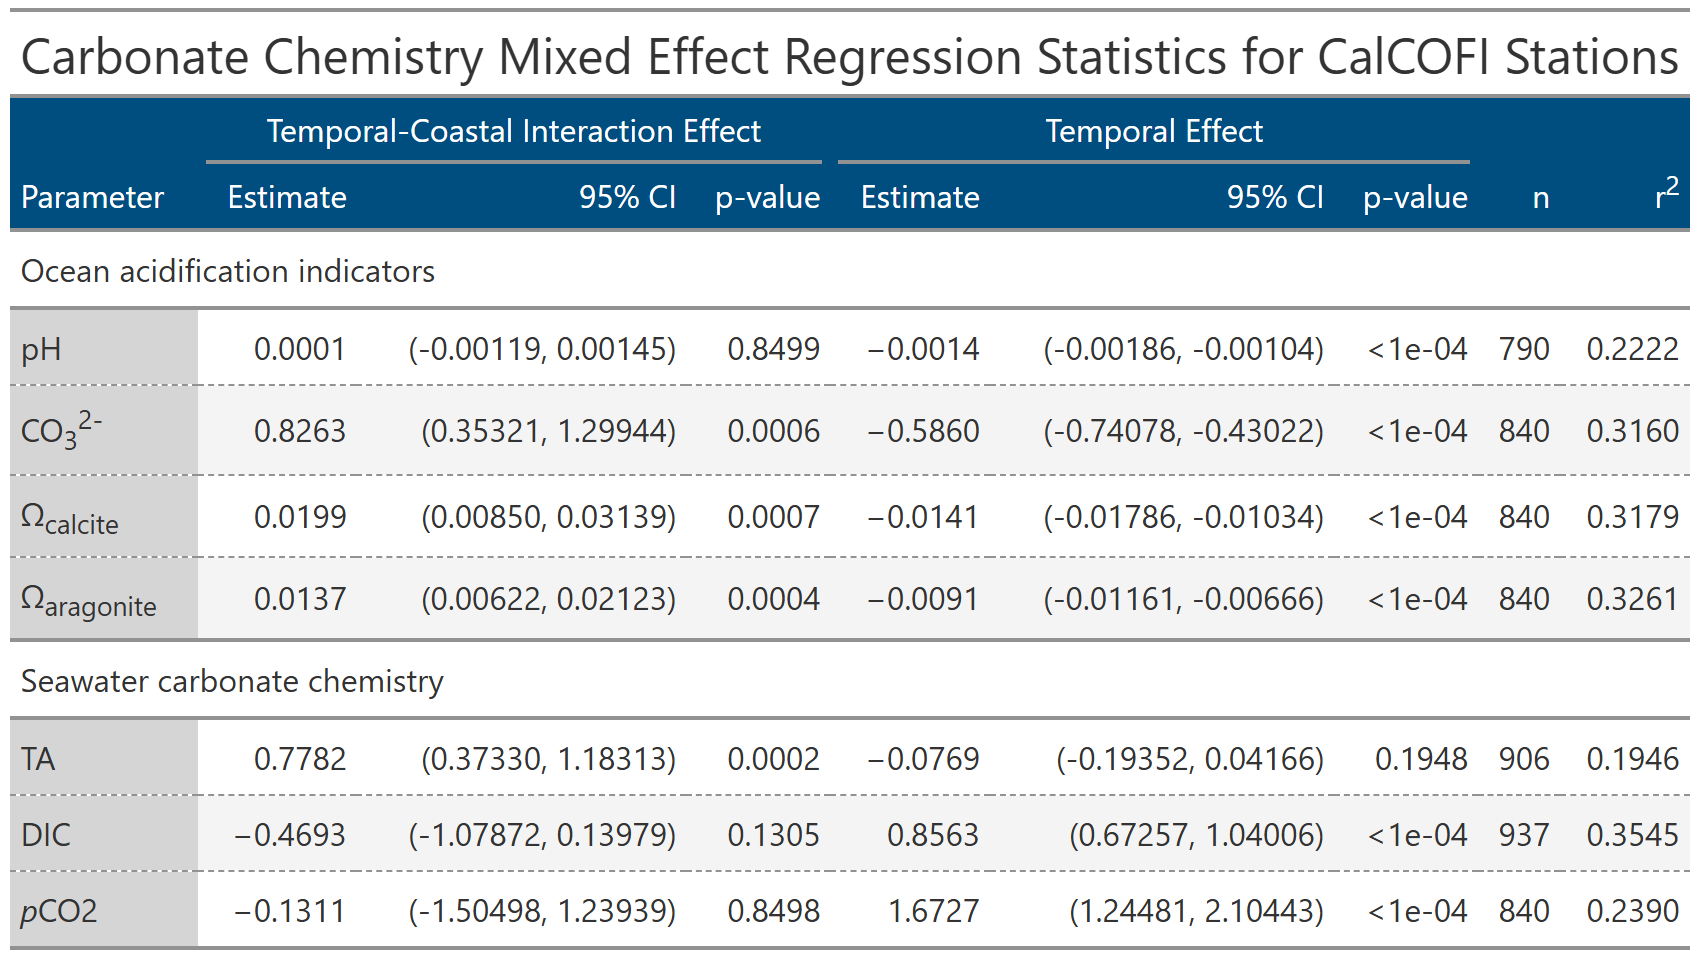 Carbonate Chemistry Mixed Effect Regression Statistics for CalCOFI Stations
Temporal-Coastal Interaction Effect Temporal Effect
Parameter Estimate 95% CI p-value Estimate 95% CI p-value n r²
Ocean acidification indicators
pH 0.0001 (-0.00119, 0.00145) 0.8499 −0.0014 (-0.00186, -0.00104) <1e-04 790 0.2222
CO₃²⁻ 0.8263 (0.35321, 1.29944) 0.0006 −0.5860 (-0.74078, -0.43022) <1e-04 840 0.3160
Ωcalcite 0.0199 (0.00850, 0.03139) 0.0007 −0.0141 (-0.01786, -0.01034) <1e-04 840 0.3179
Ωaragonite 0.0137 (0.00622, 0.02123) 0.0004 −0.0091 (-0.01161, -0.00666) <1e-04 840 0.3261
Seawater carbonate chemistry
TA 0.7782 (0.37330, 1.18313) 0.0002 −0.0769 (-0.19352, 0.04166) 0.1948 906 0.1946
DIC −0.4693 (-1.07872, 0.13979) 0.1305 0.8563 (0.67257, 1.04006) <1e-04 937 0.3545
pCO2 −0.1311 (-1.50498, 1.23939) 0.8498 1.6727 (1.24481, 2.10443) <1e-04 840 0.2390